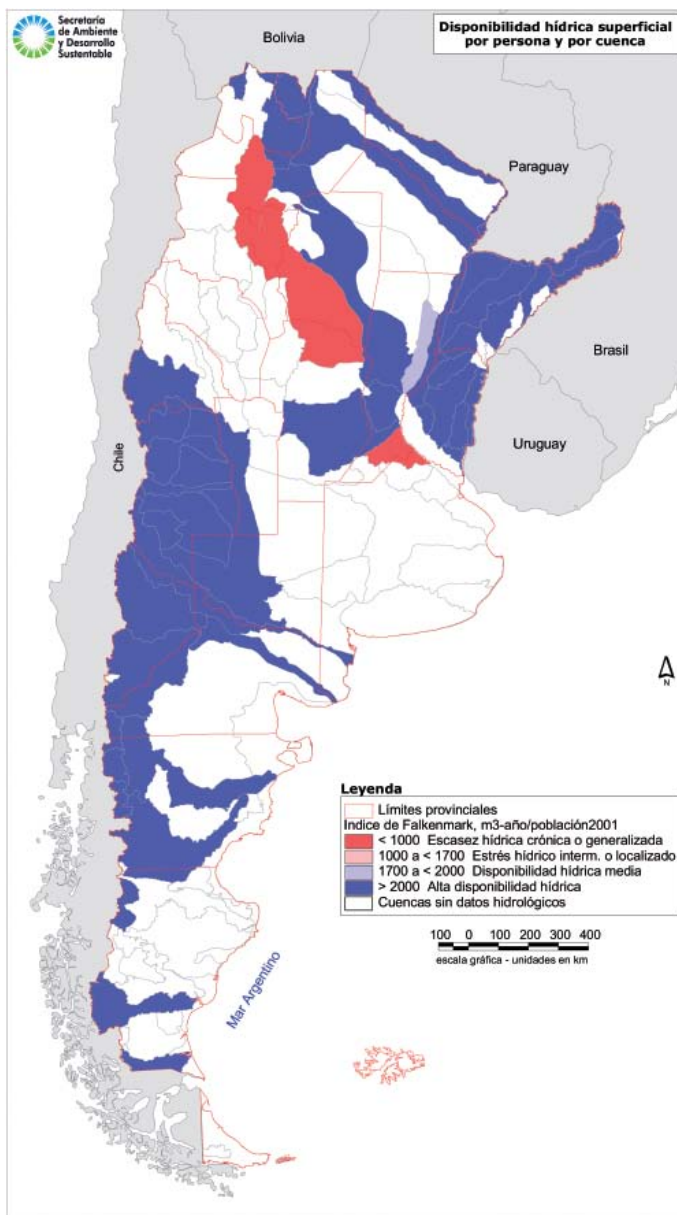 Secretaría
de Ambiente
y Desarrollo
Sustentable
Disponibilidad hídrica superficial
por persona y por cuenca
Bolivia
Paraguay
Brasil
Uruguay
Chile
N
Mar Argentino
Leyenda
Límites provinciales
Indice de Falkenmark, m3-año/población2001
< 1000 Escasez hídrica crónica o generalizada
1000 a < 1700 Estrés hídrico interm. o localizado
1700 a < 2000 Disponibilidad hídrica media
> 2000 Alta disponibilidad hídrica
Cuencas sin datos hidrológicos
100 0 100 200 300 400
escala gráfica - unidades en km